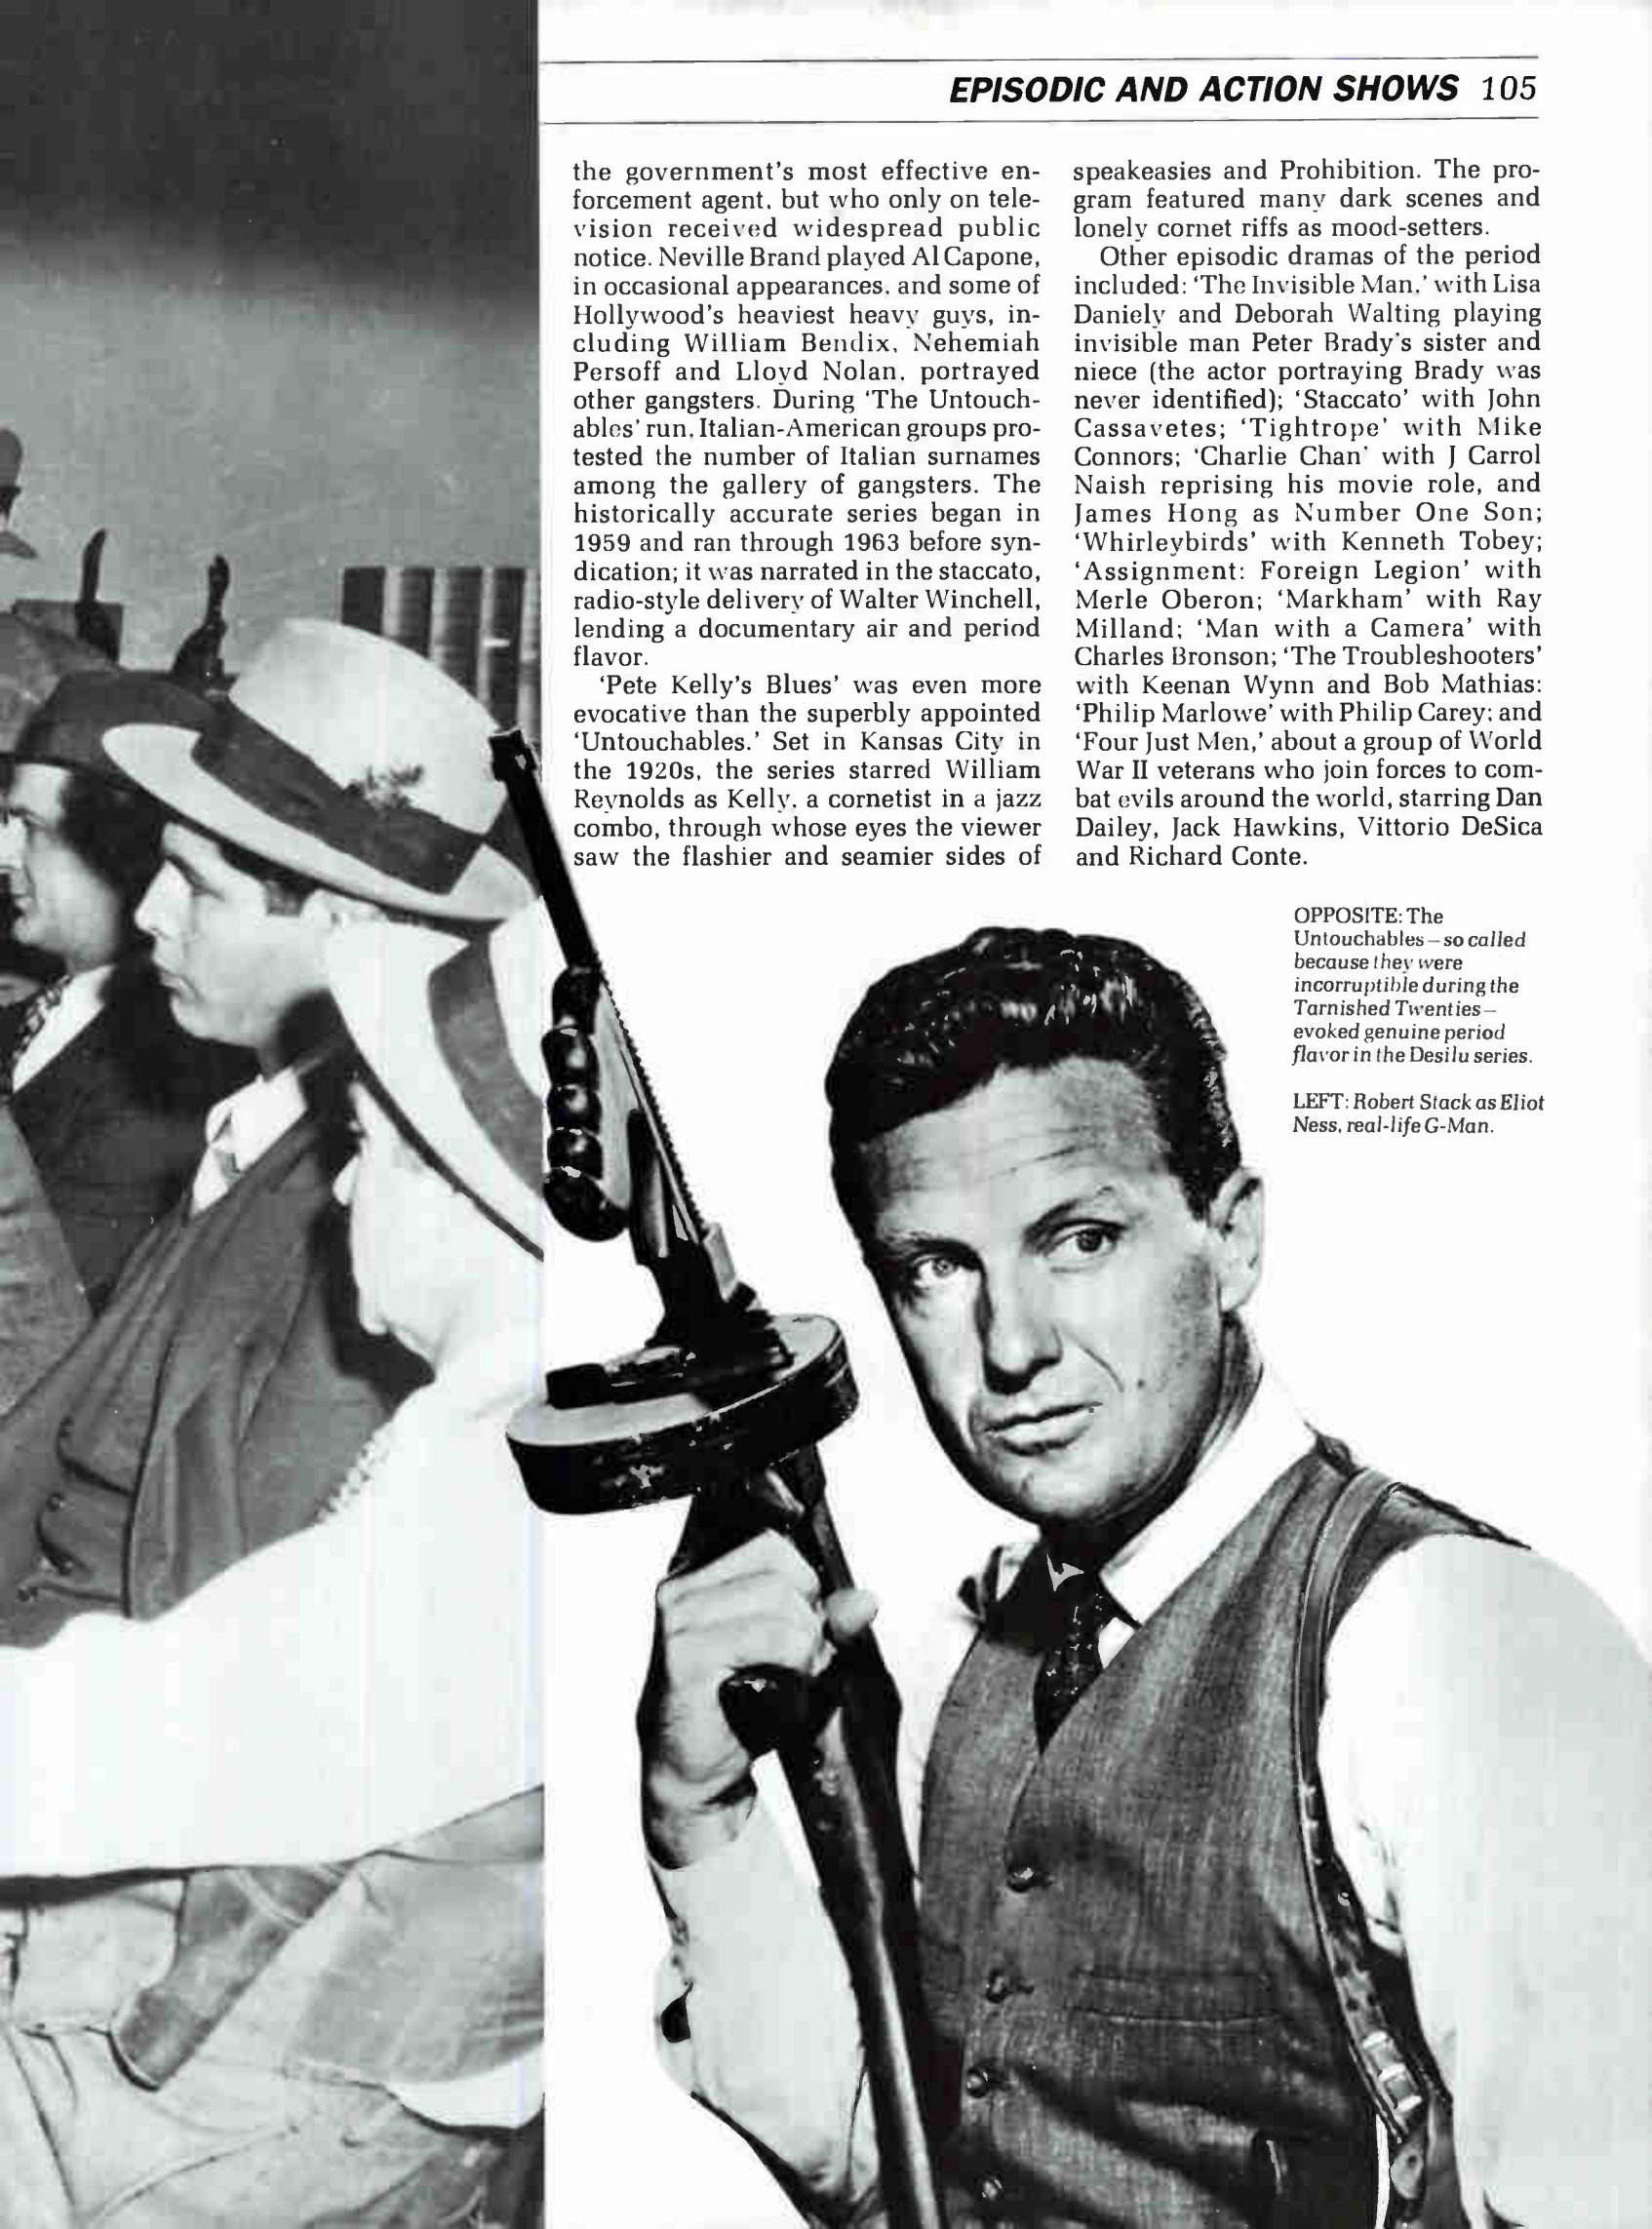 EPISODIC AND ACTION SHOWS 105
the government's most effective en-
forcement agent, but who only on tele-
vision received widespread public
notice. Neville Brand played Al Capone,
in occasional appearances, and some of
Hollywood's heaviest heavy guys, in-
cluding William Bendix, Nehemiah
Persoff and Lloyd Nolan, portrayed
other gangsters. During 'The Untouch-
ables' run, Italian-American groups pro-
tested the number of Italian surnames
among the gallery of gangsters. The
historically accurate series began in
1959 and ran through 1963 before syn-
dication; it was narrated in the staccato,
radio-style delivery of Walter Winchell,
lending a documentary air and period
flavor.
'Pete Kelly's Blues' was even more
evocative than the superbly appointed
'Untouchables.' Set in Kansas City in
the 1920s, the series starred William
Reynolds as Kelly, a cornetist in a jazz
combo, through whose eyes the viewer
saw the flashier and seamier sides of
speakeasies and Prohibition. The pro-
gram featured many dark scenes and
lonely cornet riffs as mood-setters.
Other episodic dramas of the period
included: 'The Invisible Man,' with Lisa
Daniely and Deborah Walting playing
invisible man Peter Brady's sister and
niece (the actor portraying Brady was
never identified); 'Staccato' with John
Cassavetes; 'Tightrope' with Mike
Connors; 'Charlie Chan' with J Carrol
Naish reprising his movie role, and
James Hong as Number One Son;
'Whirleybirds' with Kenneth Tobey;
'Assignment: Foreign Legion' with
Merle Oberon; 'Markham' with Ray
Milland; 'Man with a Camera' with
Charles Bronson; 'The Troubleshooters'
with Keenan Wynn and Bob Mathias;
'Philip Marlowe' with Philip Carey; and
'Four Just Men,' about a group of World
War II veterans who join forces to com-
bat evils around the world, starring Dan
Dailey, Jack Hawkins, Vittorio DeSica
and Richard Conte.
OPPOSITE: The
Untouchables – so called
because they were
incorruptible during the
Tarnished Twenties –
evoked genuine period
flavor in the Desilu series.
LEFT: Robert Stack as Eliot
Ness, real-life G-Man.